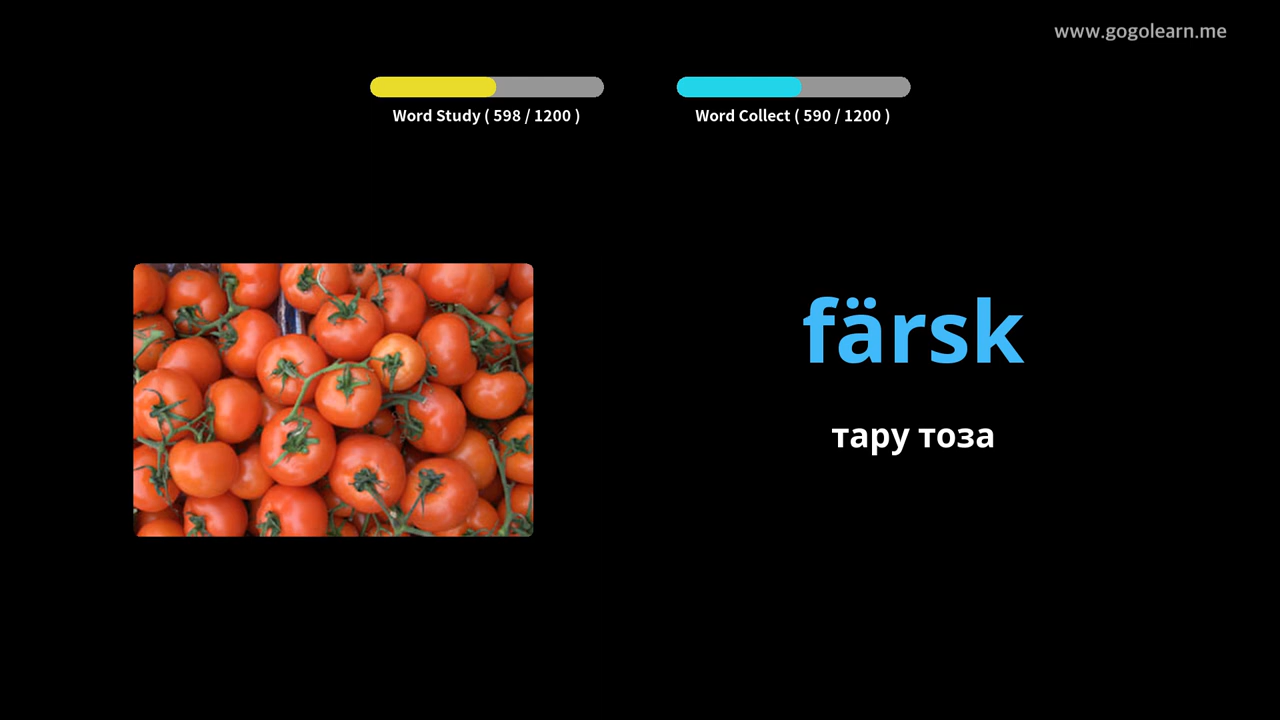 www.gogolearn.me
Word Study ( 598 / 1200 )
Word Collect ( 590 / 1200 )
färsk
тару тоза